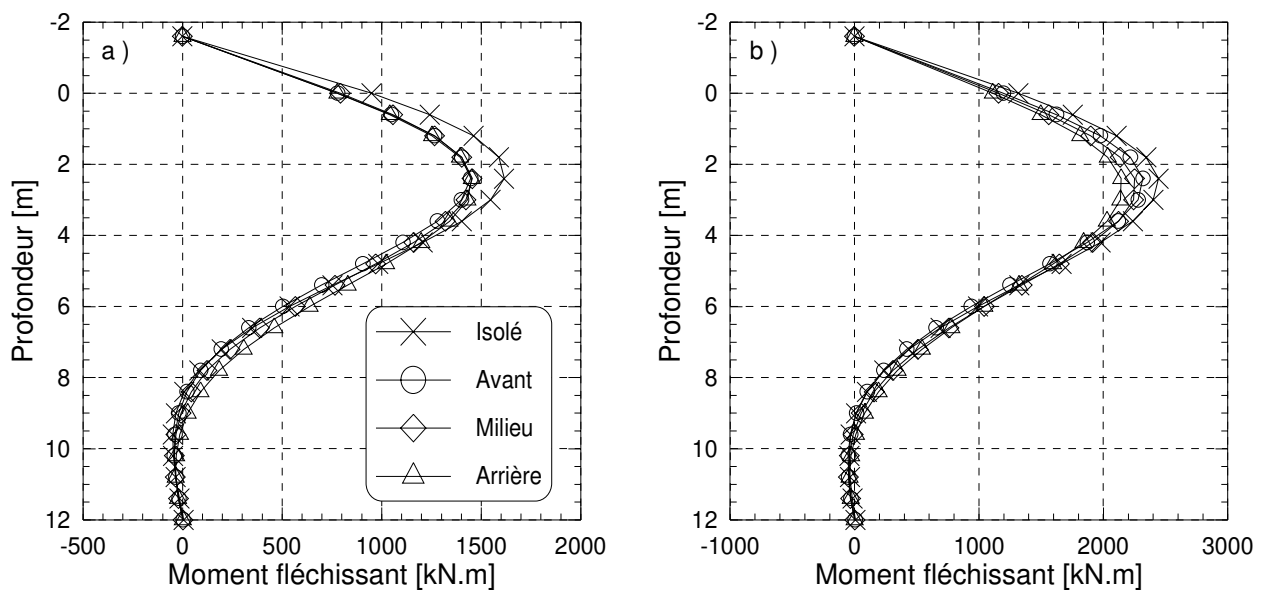 a )
-2
0
2
4
6
8
10
12
Profondeur [m]
-500 0 500 1000 1500 2000
Moment fléchissant [kN.m]
Isolé
Avant
Milieu
Arrière
b )
-2
0
2
4
6
8
10
12
Profondeur [m]
-1000 0 1000 2000 3000
Moment fléchissant [kN.m]